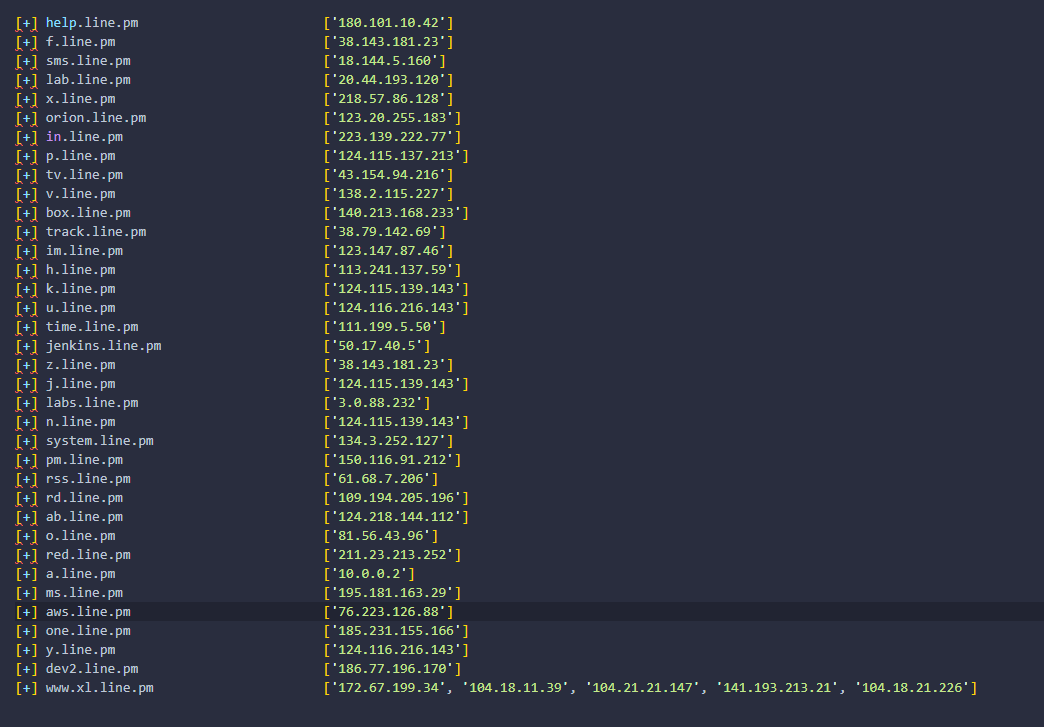 [+] help.line.pm ['180.101.10.42']
[+] f.line.pm ['38.143.181.23']
[+] sms.line.pm ['18.144.5.160']
[+] lab.line.pm ['20.44.193.120']
[+] x.line.pm ['218.57.86.128']
[+] orion.line.pm ['123.20.255.183']
[+] in.line.pm ['223.139.222.77']
[+] p.line.pm ['124.115.137.213']
[+] tv.line.pm ['43.154.94.216']
[+] v.line.pm ['138.2.115.227']
[+] box.line.pm ['140.213.168.233']
[+] track.line.pm ['38.79.142.69']
[+] im.line.pm ['123.147.87.46']
[+] h.line.pm ['113.241.137.59']
[+] k.line.pm ['124.115.139.143']
[+] u.line.pm ['124.116.216.143']
[+] time.line.pm ['111.199.5.50']
[+] jenkins.line.pm ['50.17.40.5']
[+] z.line.pm ['38.143.181.23']
[+] j.line.pm ['124.115.139.143']
[+] labs.line.pm ['3.0.88.232']
[+] n.line.pm ['124.115.139.143']
[+] system.line.pm ['134.3.252.127']
[+] pm.line.pm ['150.116.91.212']
[+] rss.line.pm ['61.68.7.206']
[+] rd.line.pm ['109.194.205.196']
[+] ab.line.pm ['124.218.144.112']
[+] o.line.pm ['81.56.43.96']
[+] red.line.pm ['211.23.213.252']
[+] a.line.pm ['10.0.0.2']
[+] ms.line.pm ['195.181.163.29']
[+] aws.line.pm ['76.223.126.88']
[+] one.line.pm ['185.231.155.166']
[+] y.line.pm ['124.116.216.143']
[+] dev2.line.pm ['186.77.196.170']
[+] www.xl.line.pm ['172.67.199.34', '104.18.11.39', '104.21.21.147', '141.193.213.21', '104.18.21.226']